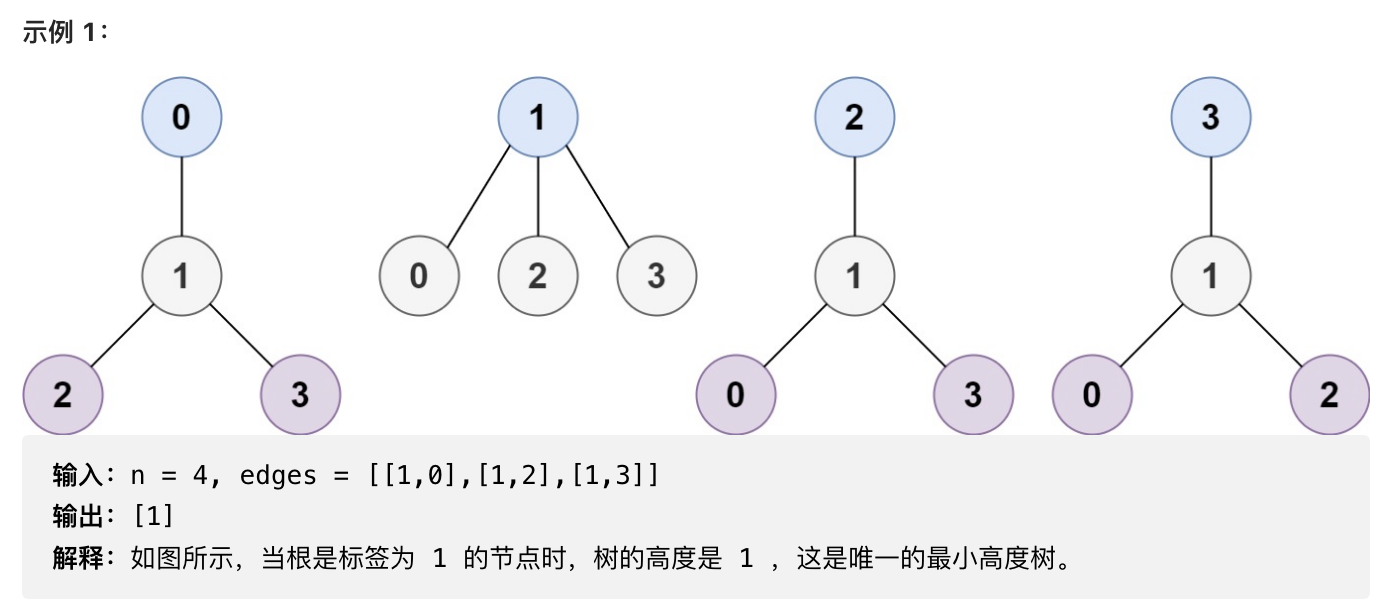 示例 1：
0 1 2 3
1 0 2 3 1 1
2 3 0 3 0 2
输入：n = 4, edges = [[1,0],[1,2],[1,3]]
输出：[1]
解释：如图所示，当根是标签为 1 的节点时，树的高度是 1 ，这是唯一的最小高度树。